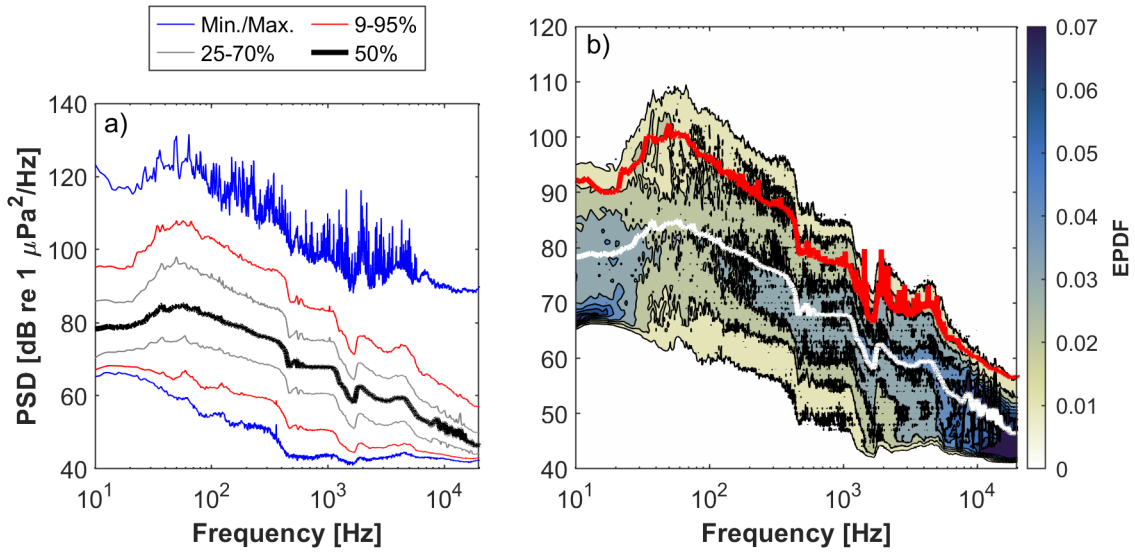 Min./Max. 9-95%
25-70% 50%
a)
PSD [dB re 1 μPa²/Hz]
140
120
100
80
60
40
10¹ 10² 10³ 10⁴
Frequency [Hz]
b)
120
110
100
90
80
70
60
50
40
10¹ 10² 10³ 10⁴
Frequency [Hz]
0.07
0.06
0.05
0.04
0.03
0.02
0.01
0
EPDF